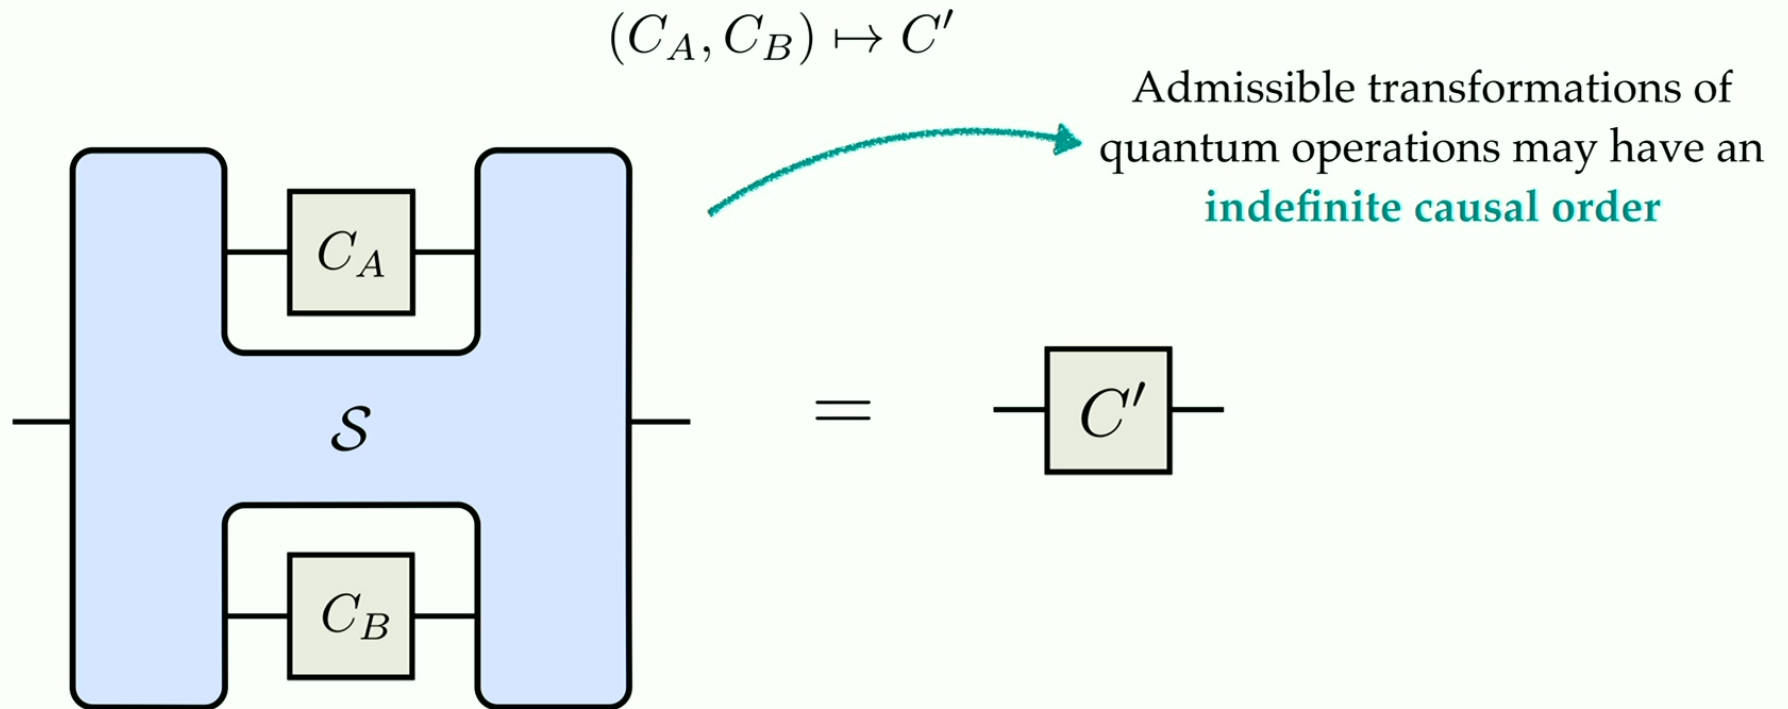 (C_A, C_B) ↦ C′
Admissible transformations of
quantum operations may have an
indefinite causal order
C_A
𝒮
=
C′
C_B